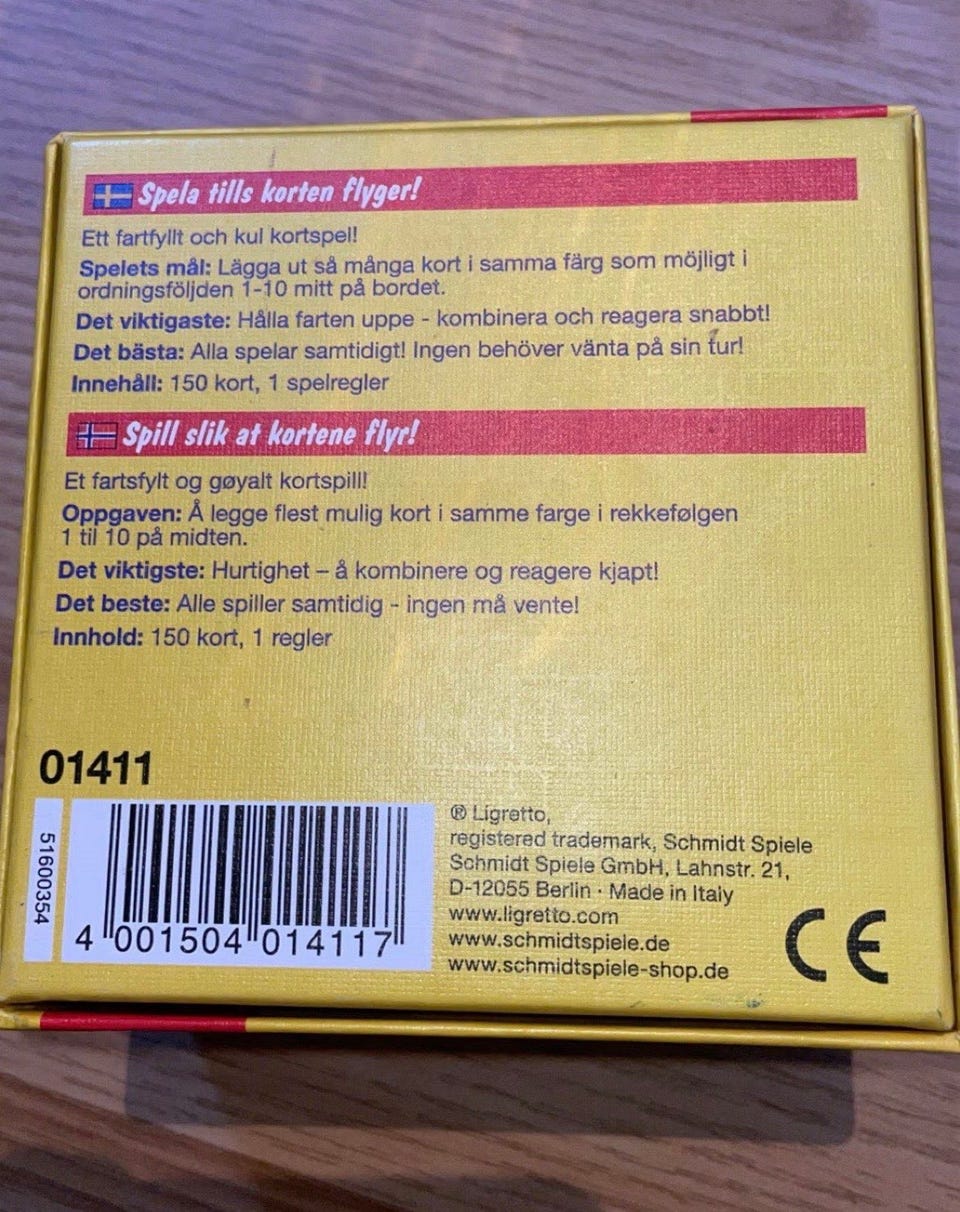 Spela tills korten flyger!
Ett fartfyllt och kul kortspel!
Spelets mål: Lägga ut så många kort i samma färg som möjligt i
ordningsföljden 1-10 mitt på bordet.
Det viktigaste: Hålla farten uppe - kombinera och reagera snabbt!
Det bästa: Alla spelar samtidigt! Ingen behöver vänta på sin tur!
Innehåll: 150 kort, 1 spelregler
Spill slik at kortene flyr!
Et fartsfylt og gøyalt kortspill!
Oppgaven: Å legge flest mulig kort i samme farge i rekkefølgen
1 til 10 på midten.
Det viktigste: Hurtighet – å kombinere og reagere kjapt!
Det beste: Alle spiller samtidig - ingen må vente!
Innhold: 150 kort, 1 regler
01411
51600354
4 001504 014117
® Ligretto,
registered trademark, Schmidt Spiele
Schmidt Spiele GmbH, Lahnstr. 21,
D-12055 Berlin · Made in Italy
www.ligretto.com
www.schmidtspiele.de
www.schmidtspiele-shop.de
CE